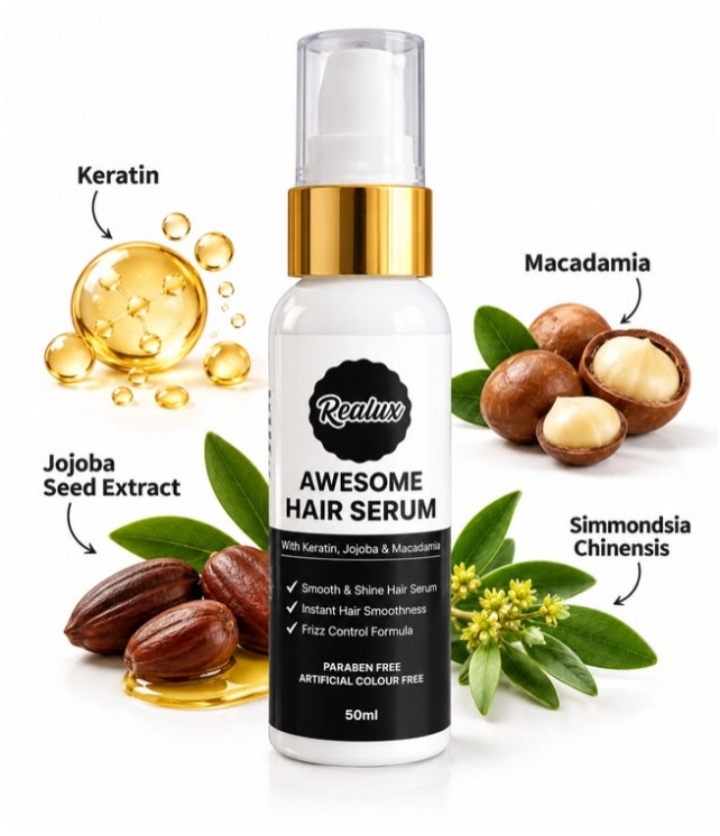 Keratin
Macadamia
Jojoba
Seed Extract
Simmondsia
Chinensis
Realux
AWESOME
HAIR SERUM
With Keratin, Jojoba & Macadamia
✓ Smooth & Shine Hair Serum
✓ Instant Hair Smoothness
✓ Frizz Control Formula
PARABEN FREE
ARTIFICIAL COLOUR FREE
50ml